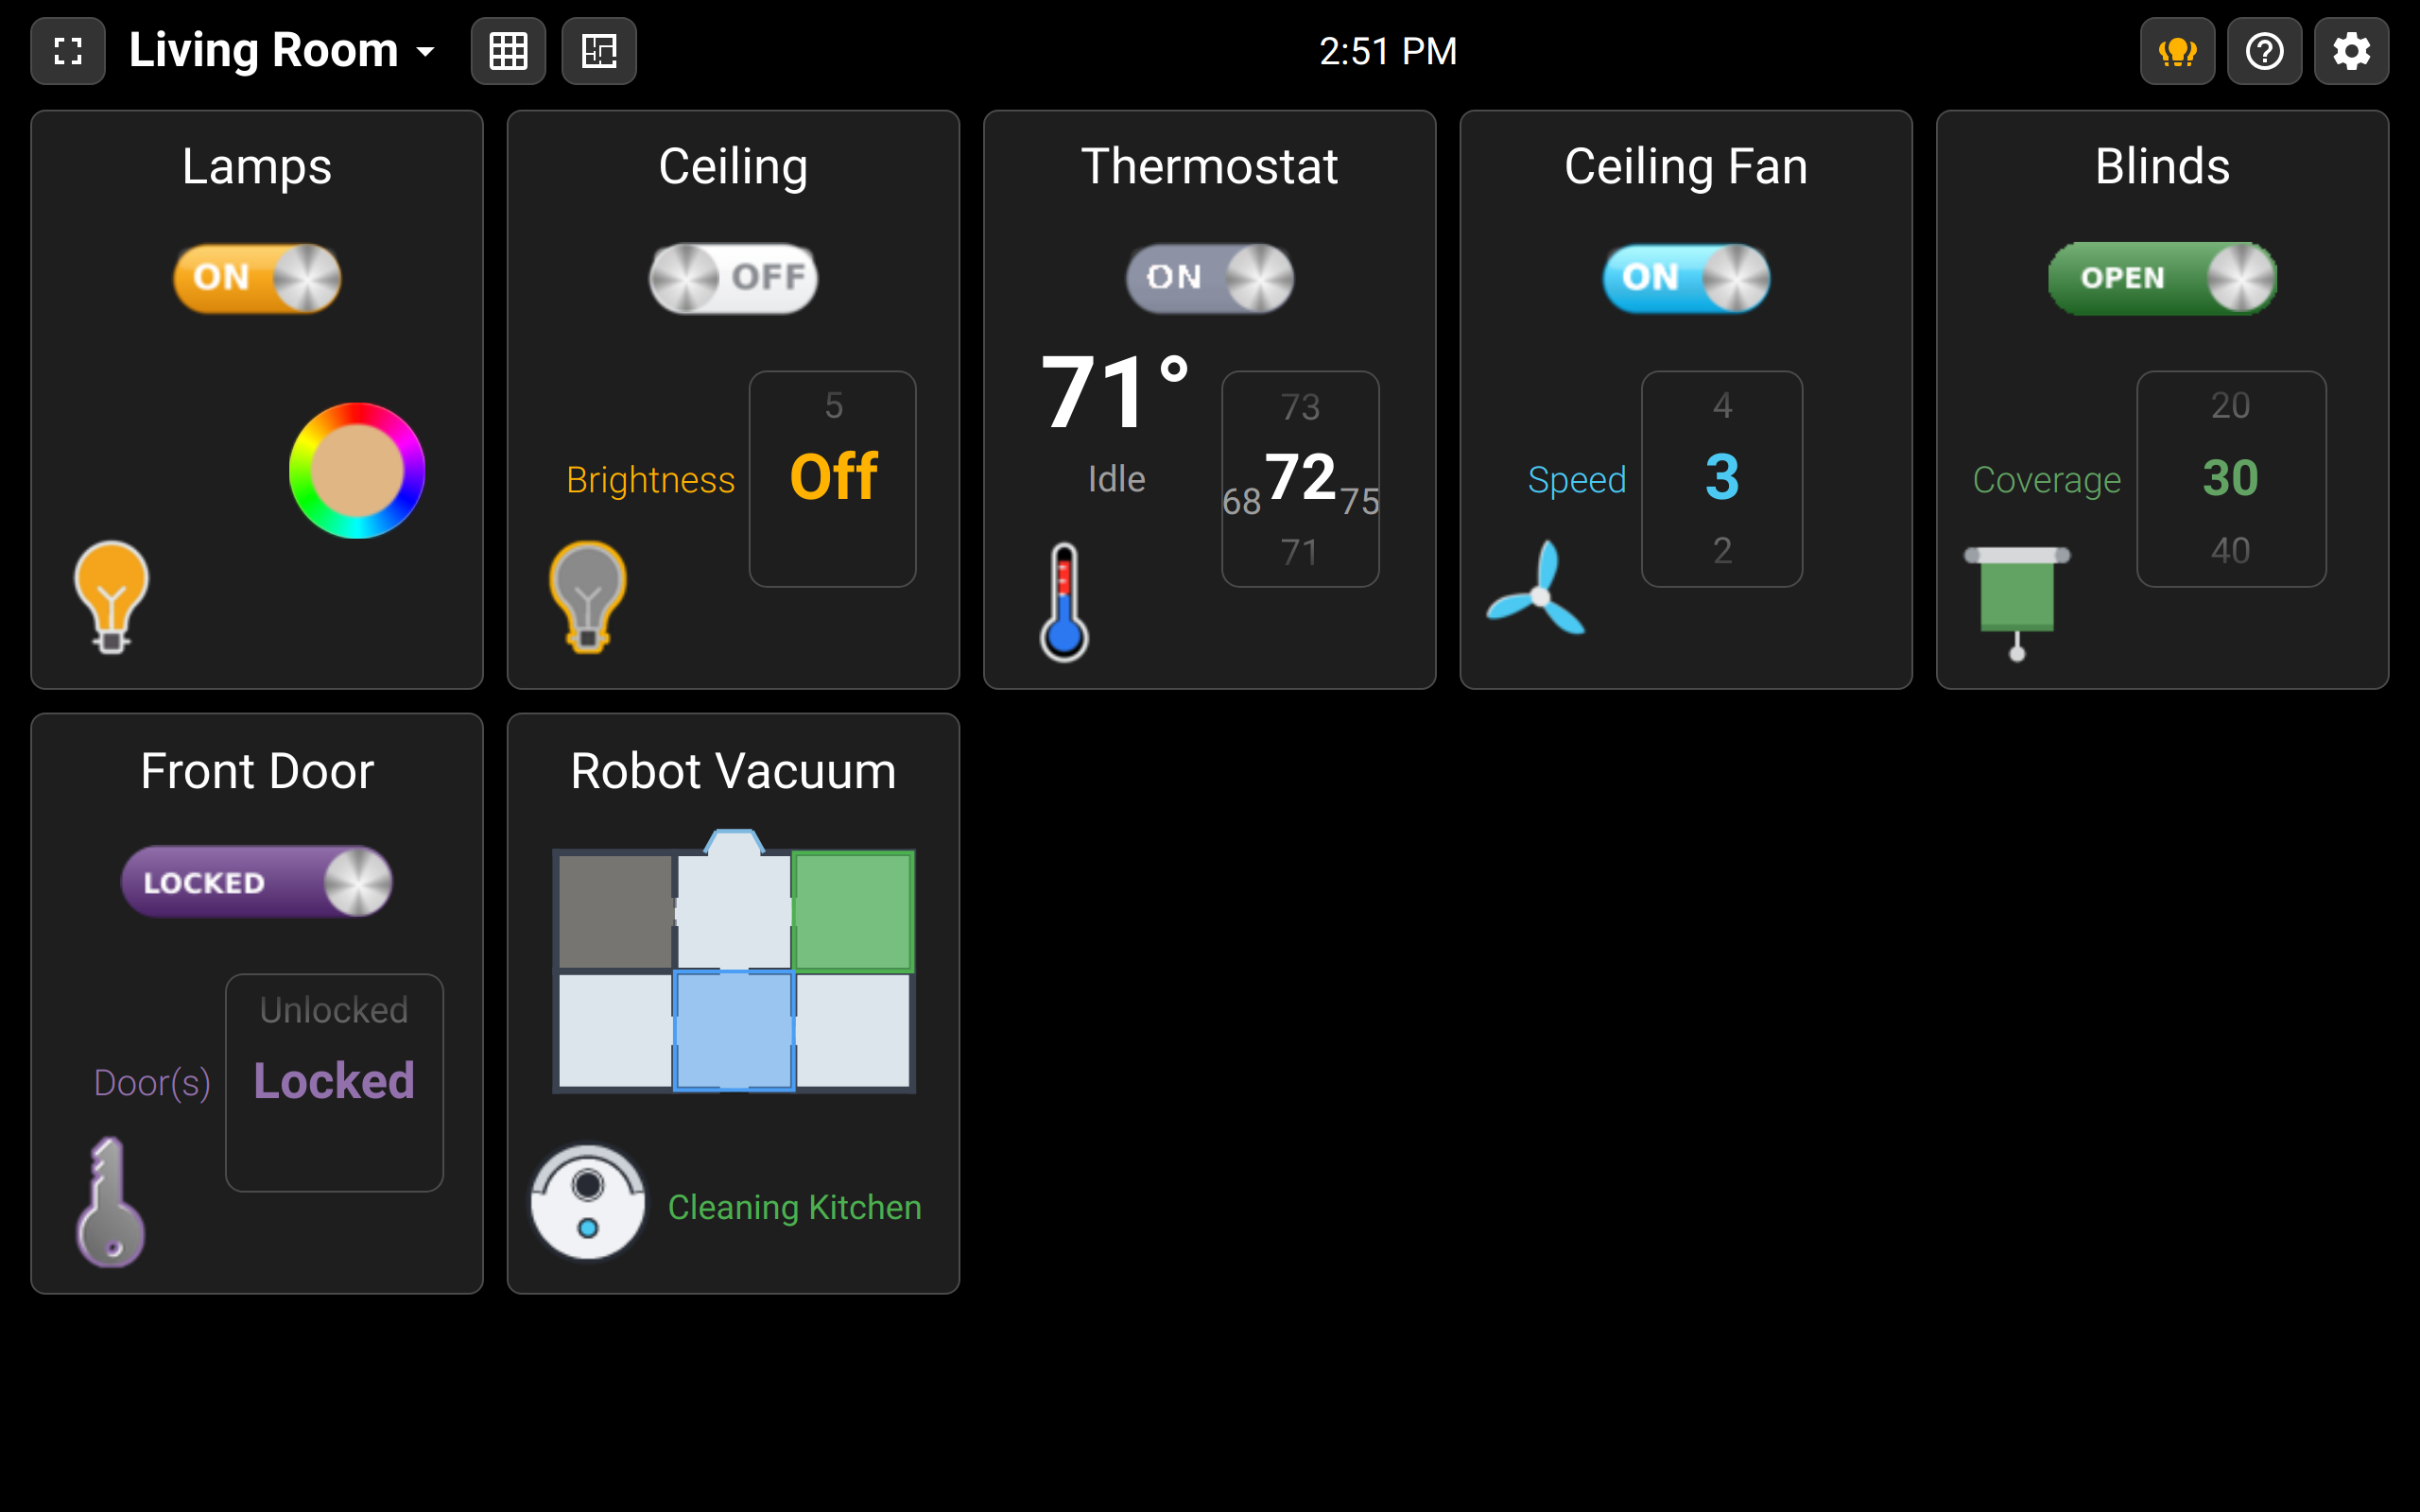 Living Room
2:51 PM
Lamps
ON
Ceiling
OFF
5
Brightness
Off
Thermostat
ON
71°
Idle
73
68 72 75
71
Ceiling Fan
ON
4
Speed
3
2
Blinds
OPEN
20
Coverage
30
40
Front Door
LOCKED
Unlocked
Door(s)
Locked
Robot Vacuum
Cleaning Kitchen